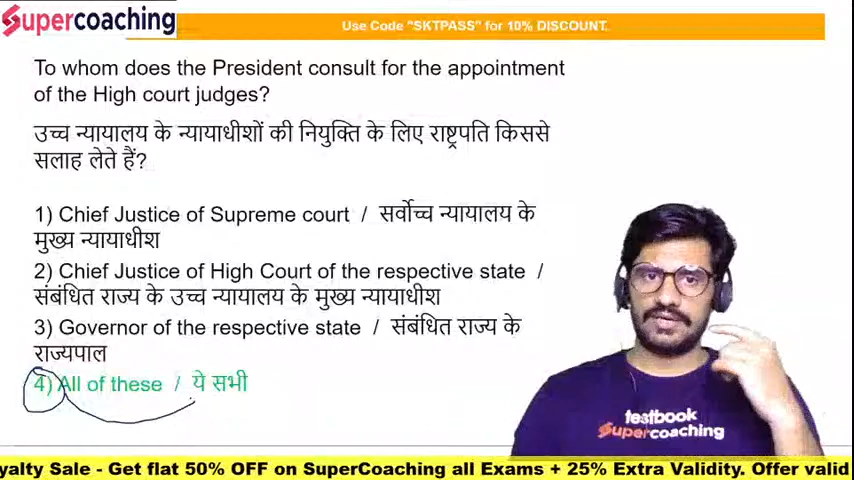 Supercoaching
Use Code "SKTPASS" for 10% DISCOUNT.
To whom does the President consult for the appointment
of the High court judges?
उच्च न्यायालय के न्यायाधीशों की नियुक्ति के लिए राष्ट्रपति किससे
सलाह लेते हैं?
1) Chief Justice of Supreme court / सर्वोच्च न्यायालय के
मुख्य न्यायाधीश
2) Chief Justice of High Court of the respective state /
संबंधित राज्य के उच्च न्यायालय के मुख्य न्यायाधीश
3) Governor of the respective state / संबंधित राज्य के
राज्यपाल
4) All of these / ये सभी
testbook
Supercoaching
yalty Sale - Get flat 50% OFF on SuperCoaching all Exams + 25% Extra Validity. Offer valid